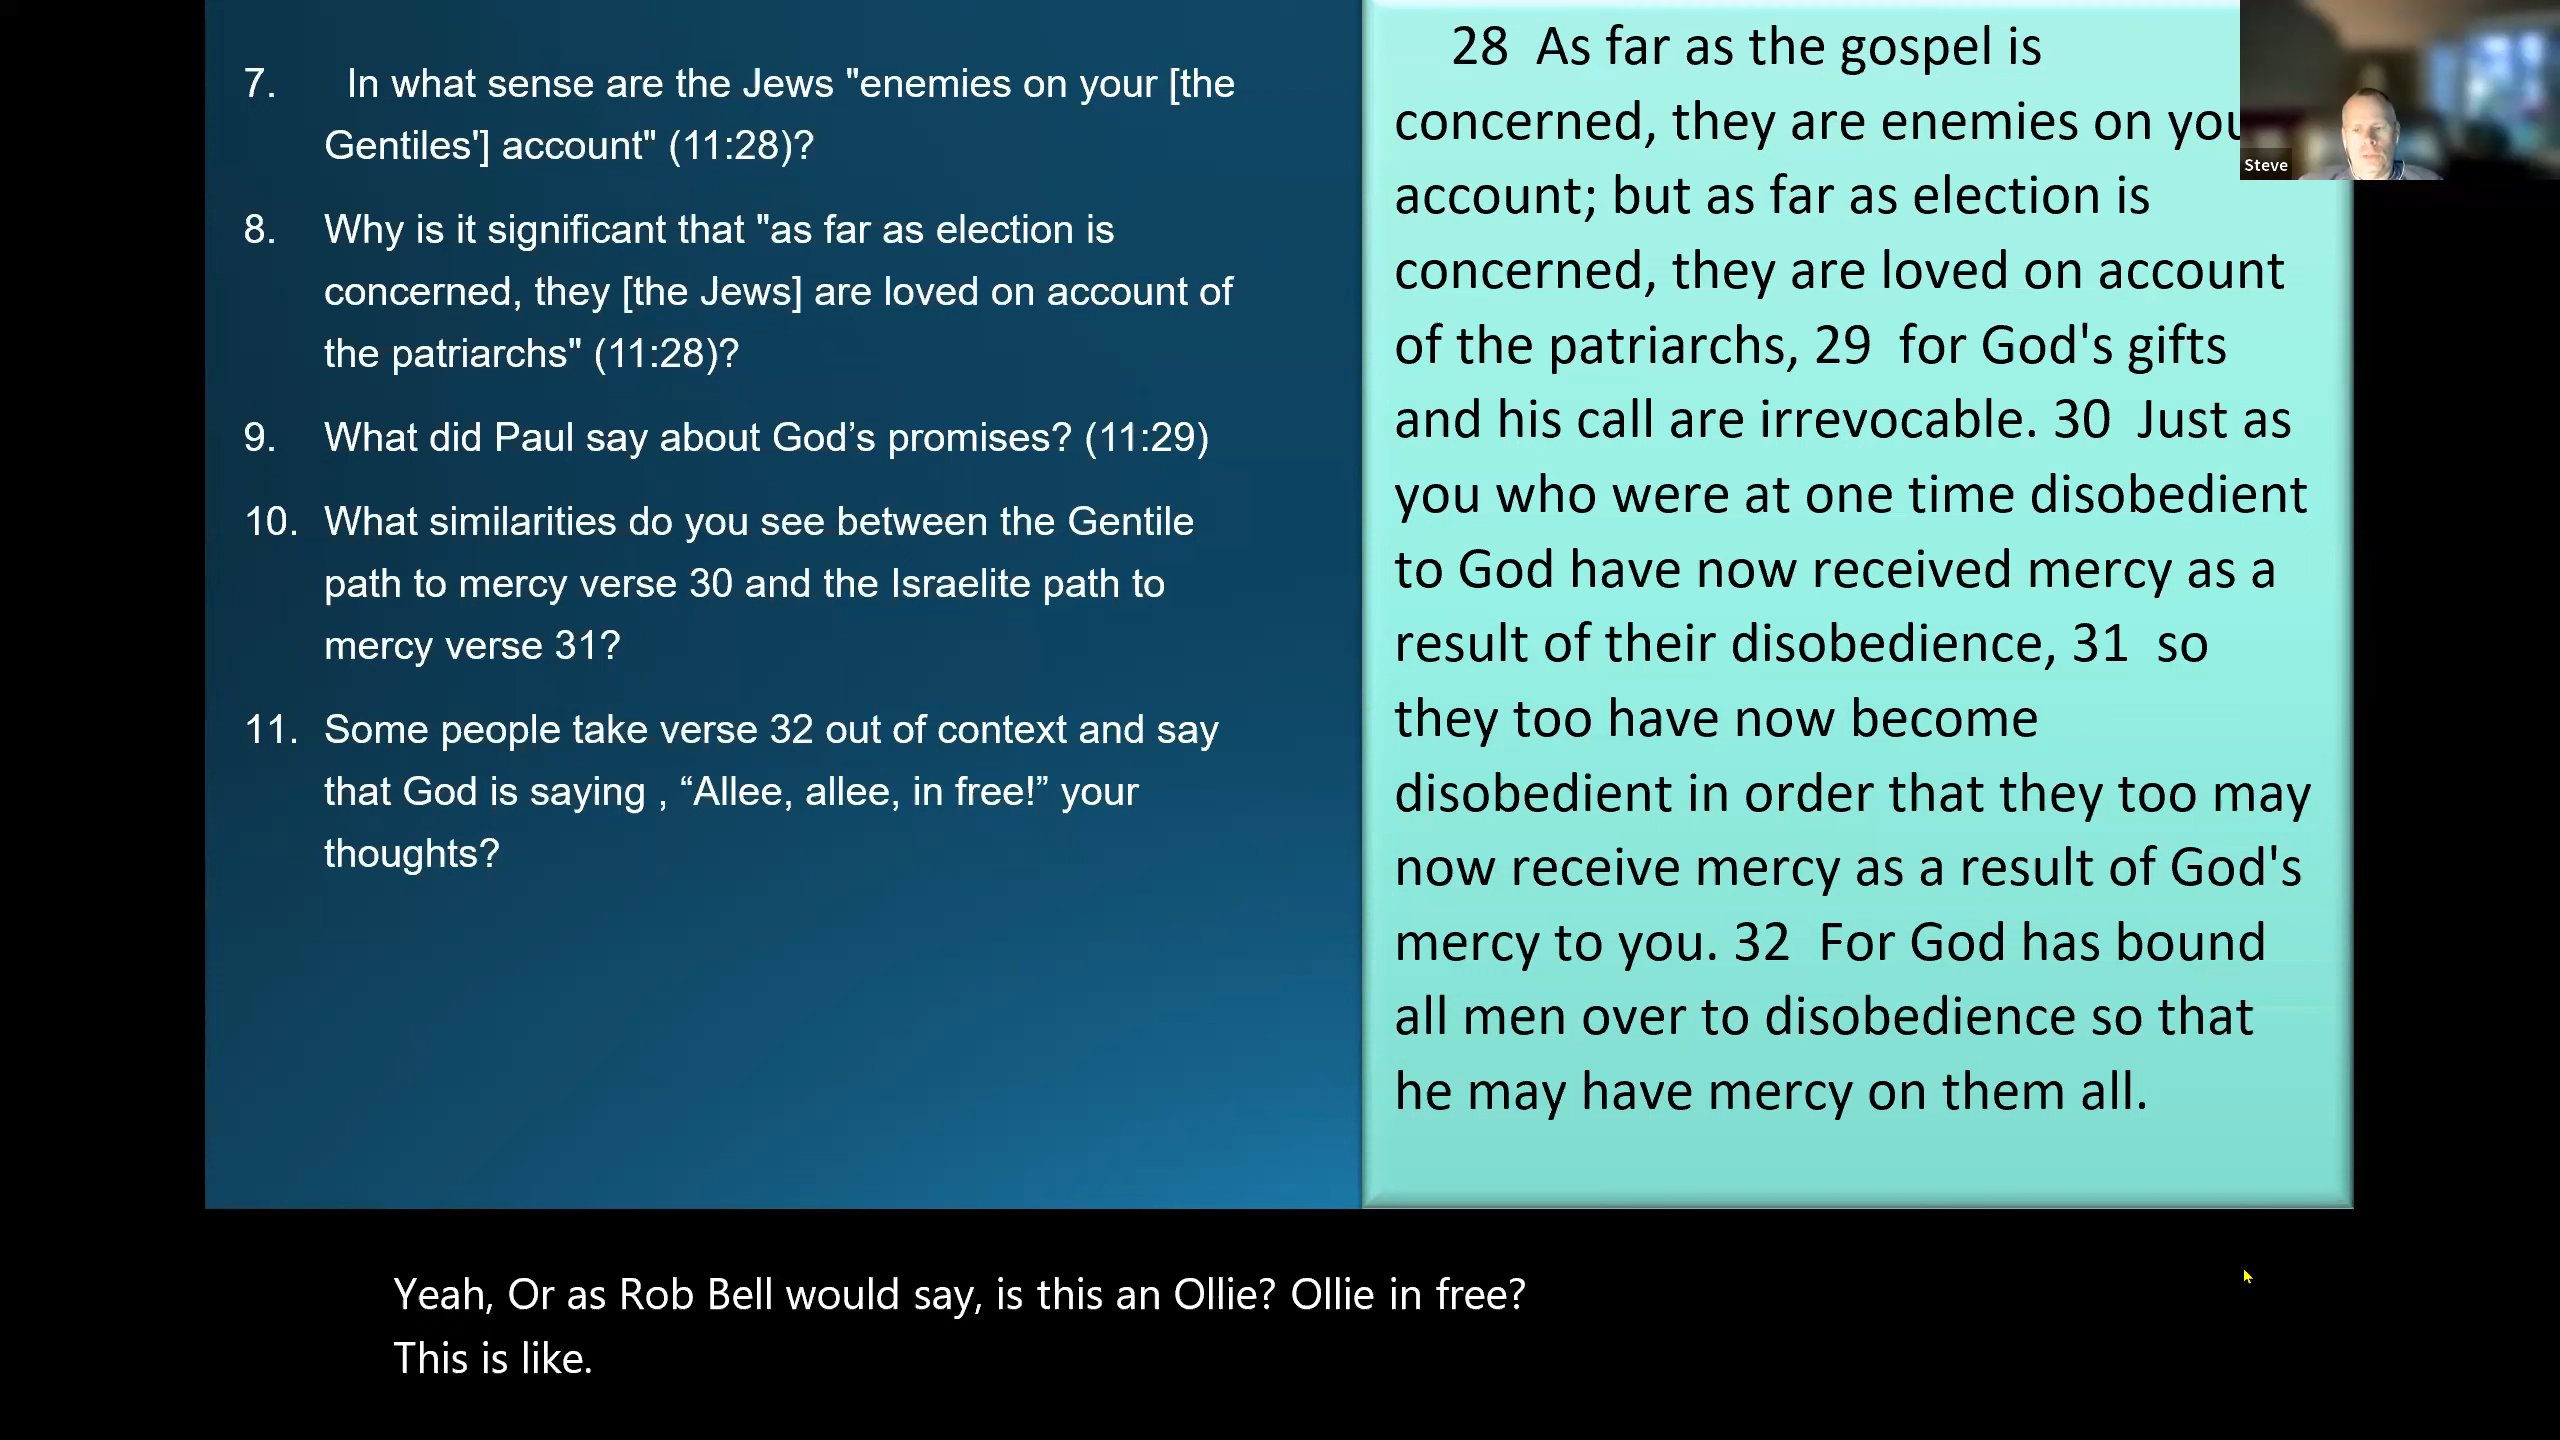 7. In what sense are the Jews "enemies on your [the
Gentiles'] account" (11:28)?
8. Why is it significant that "as far as election is
concerned, they [the Jews] are loved on account of
the patriarchs" (11:28)?
9. What did Paul say about God’s promises? (11:29)
10. What similarities do you see between the Gentile
path to mercy verse 30 and the Israelite path to
mercy verse 31?
11. Some people take verse 32 out of context and say
that God is saying , “Allee, allee, in free!” your
thoughts?
28 As far as the gospel is
concerned, they are enemies on you
account; but as far as election is
concerned, they are loved on account
of the patriarchs, 29 for God's gifts
and his call are irrevocable. 30 Just as
you who were at one time disobedient
to God have now received mercy as a
result of their disobedience, 31 so
they too have now become
disobedient in order that they too may
now receive mercy as a result of God's
mercy to you. 32 For God has bound
all men over to disobedience so that
he may have mercy on them all.
Steve
Yeah, Or as Rob Bell would say, is this an Ollie? Ollie in free?
This is like.